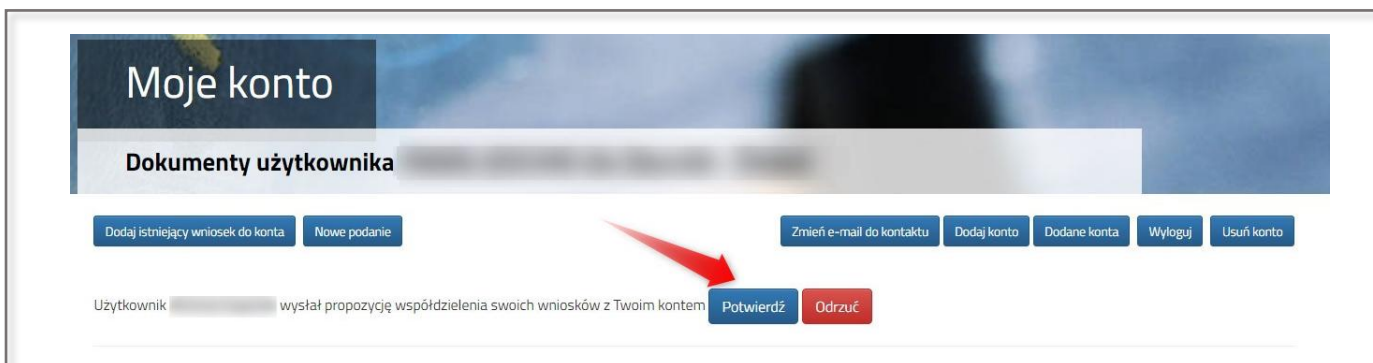 Moje konto
Dokumenty użytkownika
Dodaj istniejący wniosek do konta Nowe podanie Zmień e-mail do kontaktu Dodaj konto Dodane konta Wyloguj Usuń konto
Użytkownik wysłał propozycję współdzielenia swoich wniosków z Twoim kontem Potwierdź Odrzuć